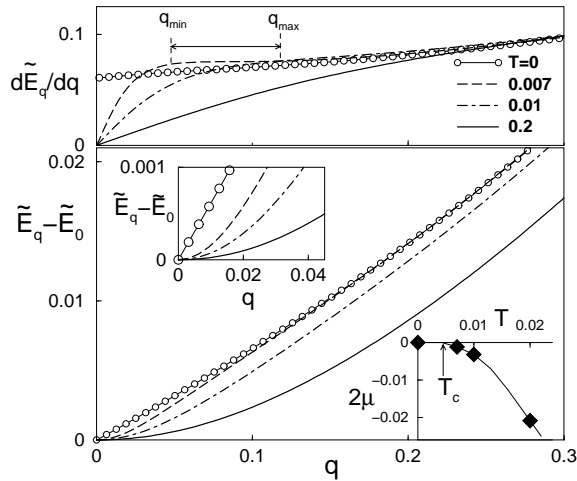 q_min q_max
0.1
dẼ_q/dq
T=0
0.007
0.01
0.2
0
0.02
0.001
Ẽ_q−Ẽ_0
Ẽ_q−Ẽ_0
0
0.00 0.02 0.04
q
0.01
T
0 0.01 0.02
0.00
T_c
−0.01
2μ
−0.02
0
0 0.1 0.2 0.3
q